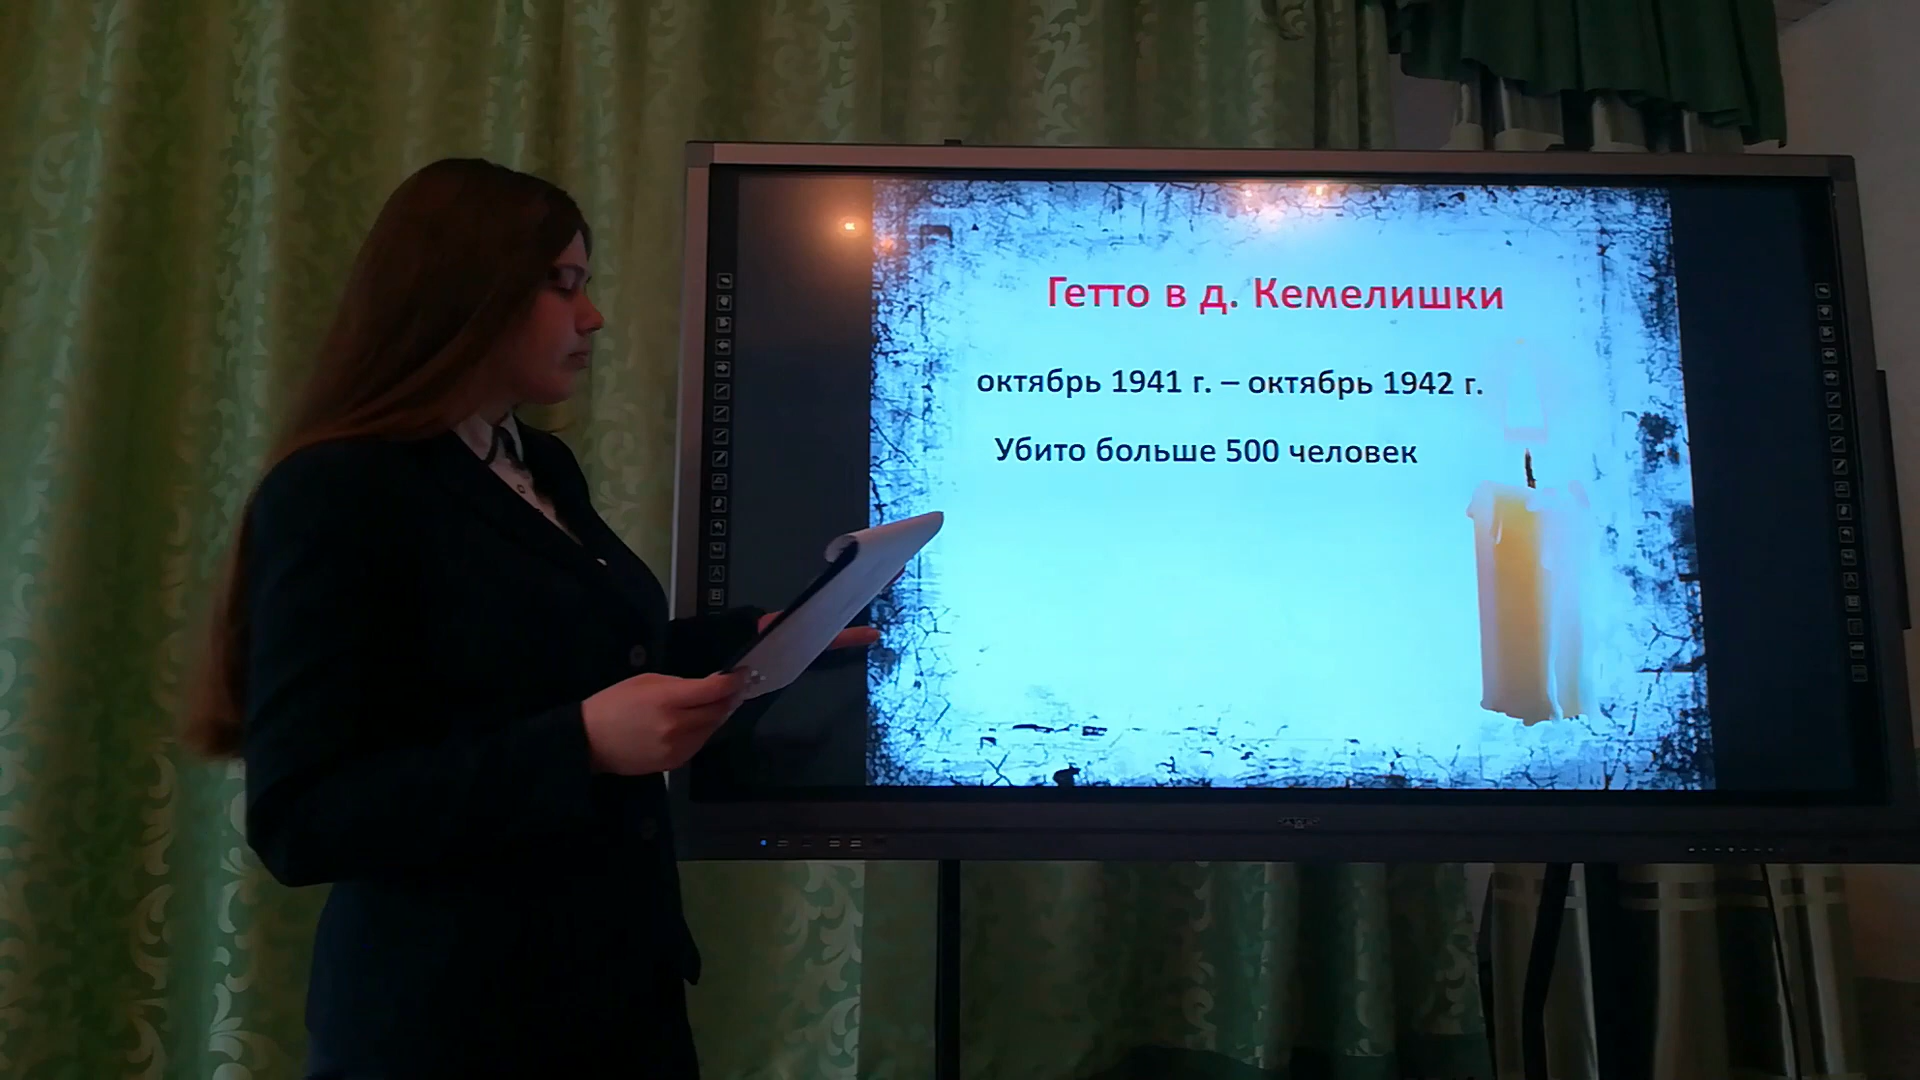 Гетто в д. Кемелишки
октябрь 1941 г. – октябрь 1942 г.
Убито больше 500 человек